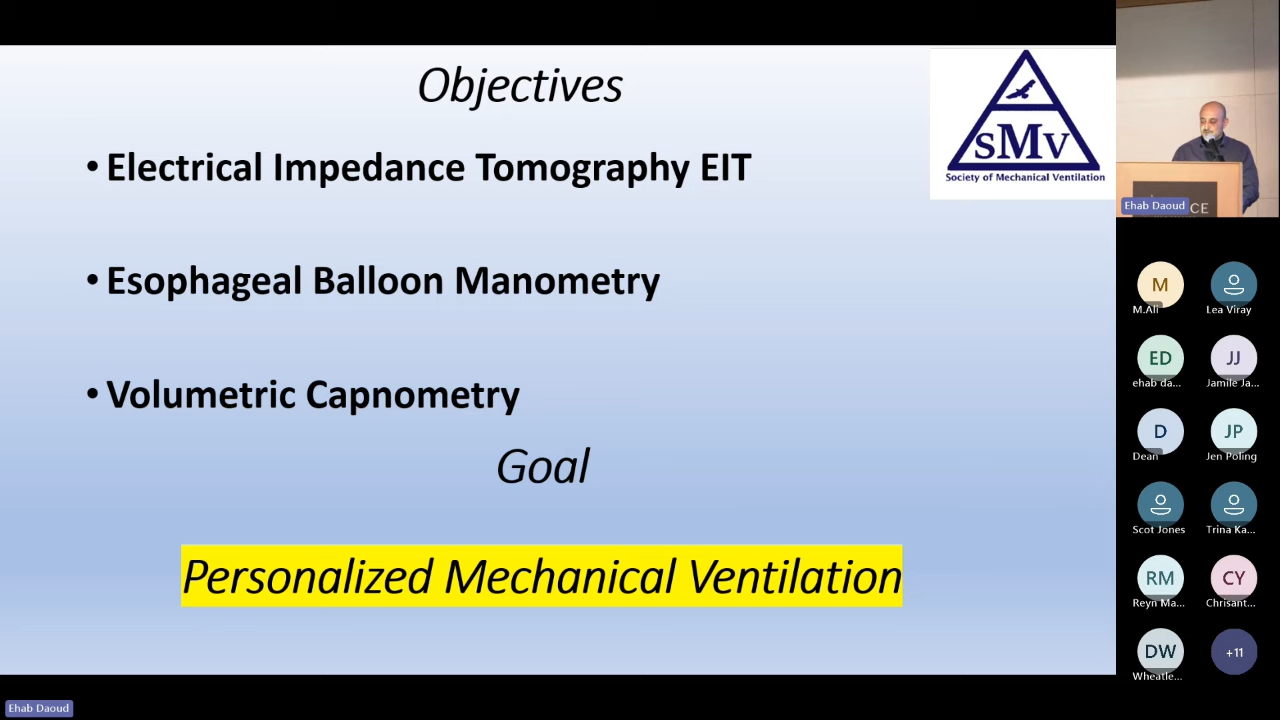 Objectives
• Electrical Impedance Tomography EIT
• Esophageal Balloon Manometry
• Volumetric Capnometry
Goal
Personalized Mechanical Ventilation
SMV
Society of Mechanical Ventilation
CE
Ehab Daoud
M
M.Ali
Lea Viray
ED
ehab da...
JJ
Jamile Ja...
D
Dean
JP
Jen Poling
Scot Jones
Trina Ka...
RM
Reyn Ma...
CY
Chrisant...
DW
Wheatle...
+11
Ehab Daoud